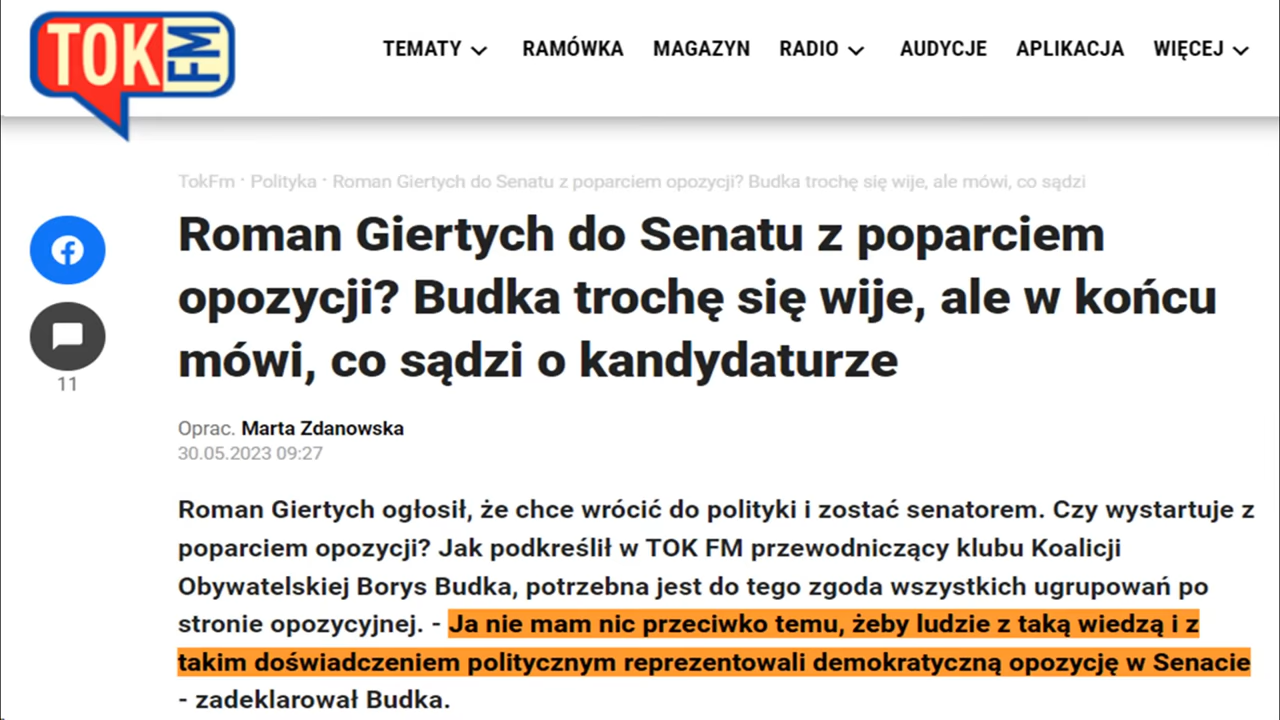 TOK FM
TEMATY RAMÓWKA MAGAZYN RADIO AUDYCJE APLIKACJA WIĘCEJ
TokFm · Polityka · Roman Giertych do Senatu z poparciem opozycji? Budka trochę się wije, ale mówi, co sądzi
Roman Giertych do Senatu z poparciem
opozycji? Budka trochę się wije, ale w końcu
mówi, co sądzi o kandydaturze
11
Oprac. Marta Zdanowska
30.05.2023 09:27
Roman Giertych ogłosił, że chce wrócić do polityki i zostać senatorem. Czy wystartuje z
poparciem opozycji? Jak podkreślił w TOK FM przewodniczący klubu Koalicji
Obywatelskiej Borys Budka, potrzebna jest do tego zgoda wszystkich ugrupowań po
stronie opozycyjnej. - Ja nie mam nic przeciwko temu, żeby ludzie z taką wiedzą i z
takim doświadczeniem politycznym reprezentowali demokratyczną opozycję w Senacie
- zadeklarował Budka.